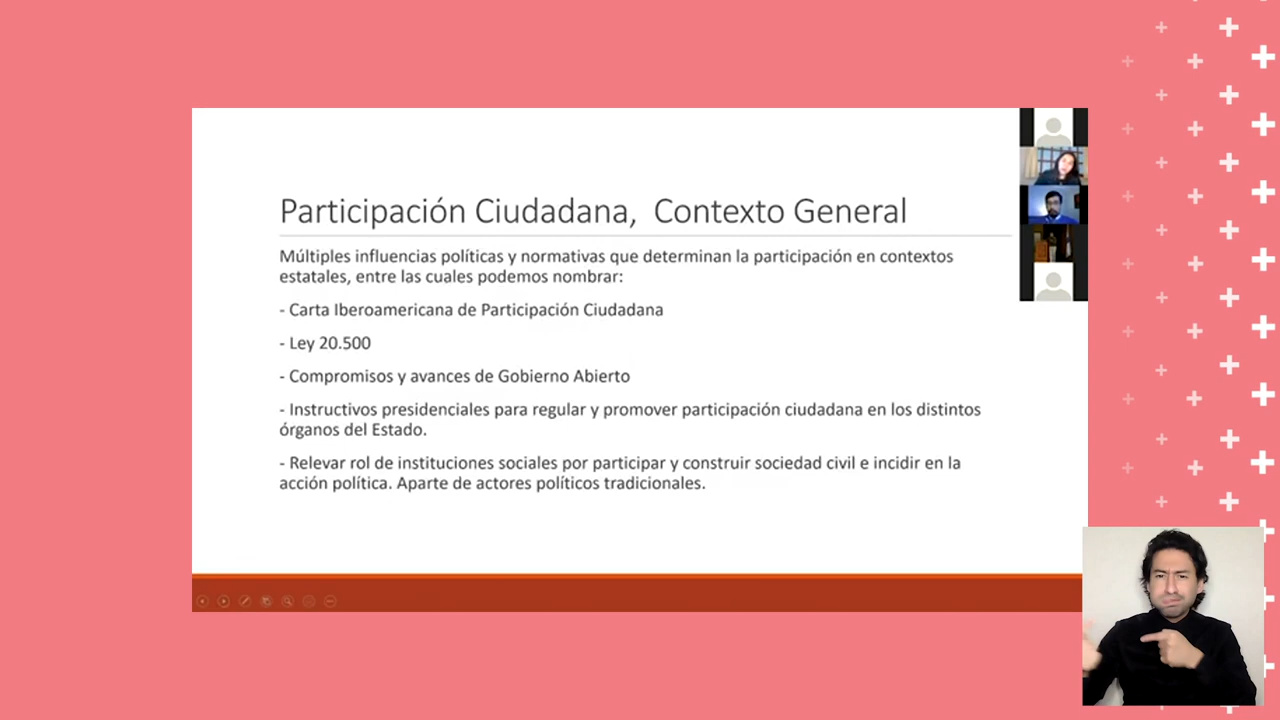 Participación Ciudadana,  Contexto General
Múltiples influencias políticas y normativas que determinan la participación en contextos
estatales, entre las cuales podemos nombrar:
- Carta Iberoamericana de Participación Ciudadana
- Ley 20.500
- Compromisos y avances de Gobierno Abierto
- Instructivos presidenciales para regular y promover participación ciudadana en los distintos
órganos del Estado.
- Relevar rol de instituciones sociales por participar y construir sociedad civil e incidir en la
acción política. Aparte de actores políticos tradicionales.